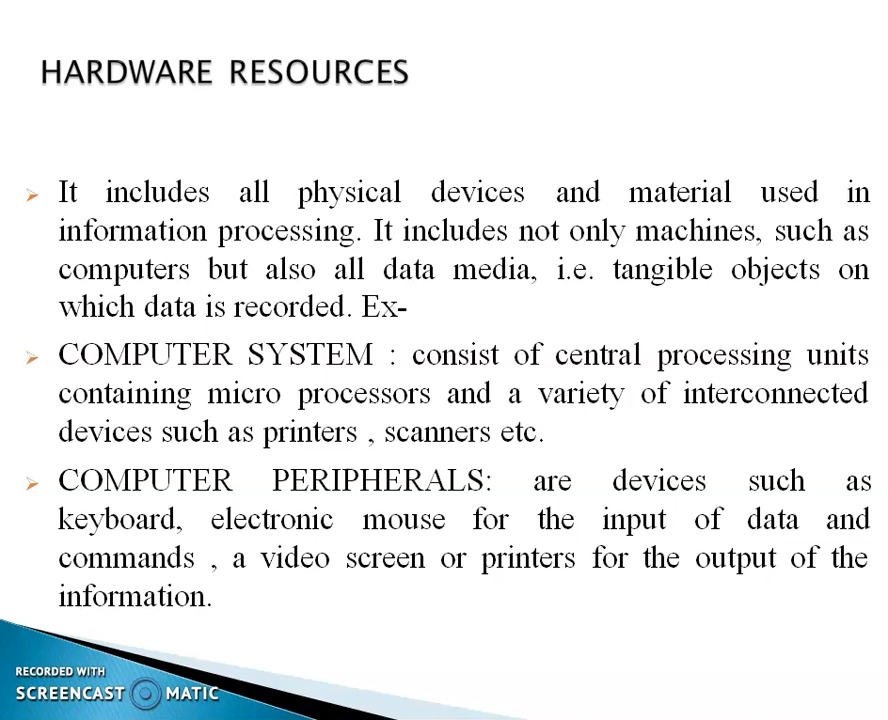 HARDWARE RESOURCES
It includes all physical devices and material used in
information processing. It includes not only machines, such as
computers but also all data media, i.e. tangible objects on
which data is recorded. Ex-
COMPUTER SYSTEM : consist of central processing units
containing micro processors and a variety of interconnected
devices such as printers , scanners etc.
COMPUTER PERIPHERALS: are devices such as
keyboard, electronic mouse for the input of data and
commands , a video screen or printers for the output of the
information.
RECORDED WITH
SCREENCAST MATIC